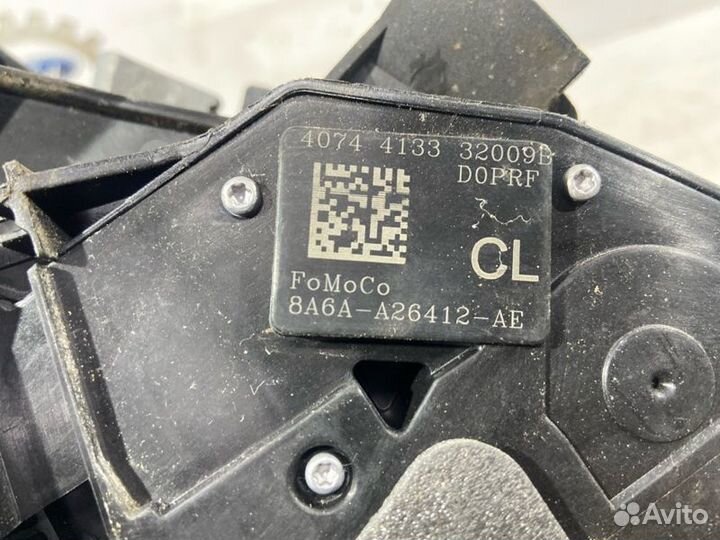 4074 4133 32009B
D0PRF
CL
FoMoCo
8A6A-A26412-AE
Avito